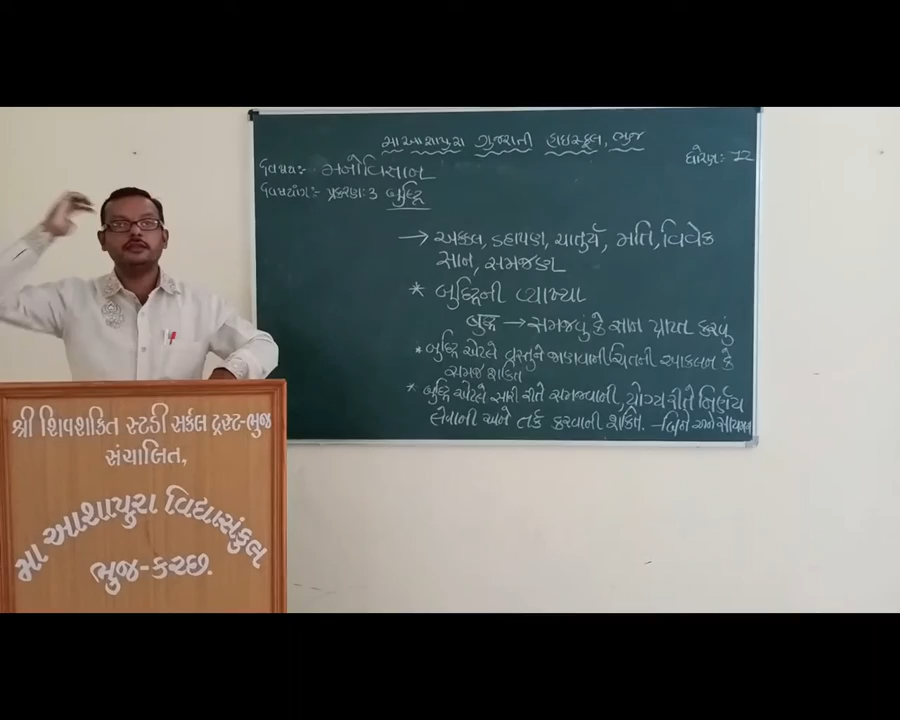 મા આશાપુરા ગુજરાતી હાઇસ્કૂલ, ભુજ
ધોરણ:- 12
વિષય:- મનોવિજ્ઞાન
વિષયાંગ:- પ્રકરણ: 3 બુદ્ધિ
→ અક્કલ, ડહાપણ, ચાતુર્ય, મતિ, વિવેક
જ્ઞાન, સમજણ
* બુદ્ધિની વ્યાખ્યા
બુદ્ધ → સમજવું કે જ્ઞાન પ્રાપ્ત કરવું
* બુદ્ધિ એટલે વસ્તુને જાણવાની ચિતની આકલન કે
સમજ શક્તિ
* બુદ્ધિ એટલે સારી રીતે સમજવાની, યોગ્ય રીતે નિર્ણય
લેવાની અને તર્ક કરવાની શક્તિ. - બિને અને સાયમન
શ્રી શિવશકિત સ્ટડી સર્કલ ટ્રસ્ટ-ભુજ
સંચાલિત,
મા આશાપુરા વિદ્યાસંકુલ
ભુજ-કચ્છ.